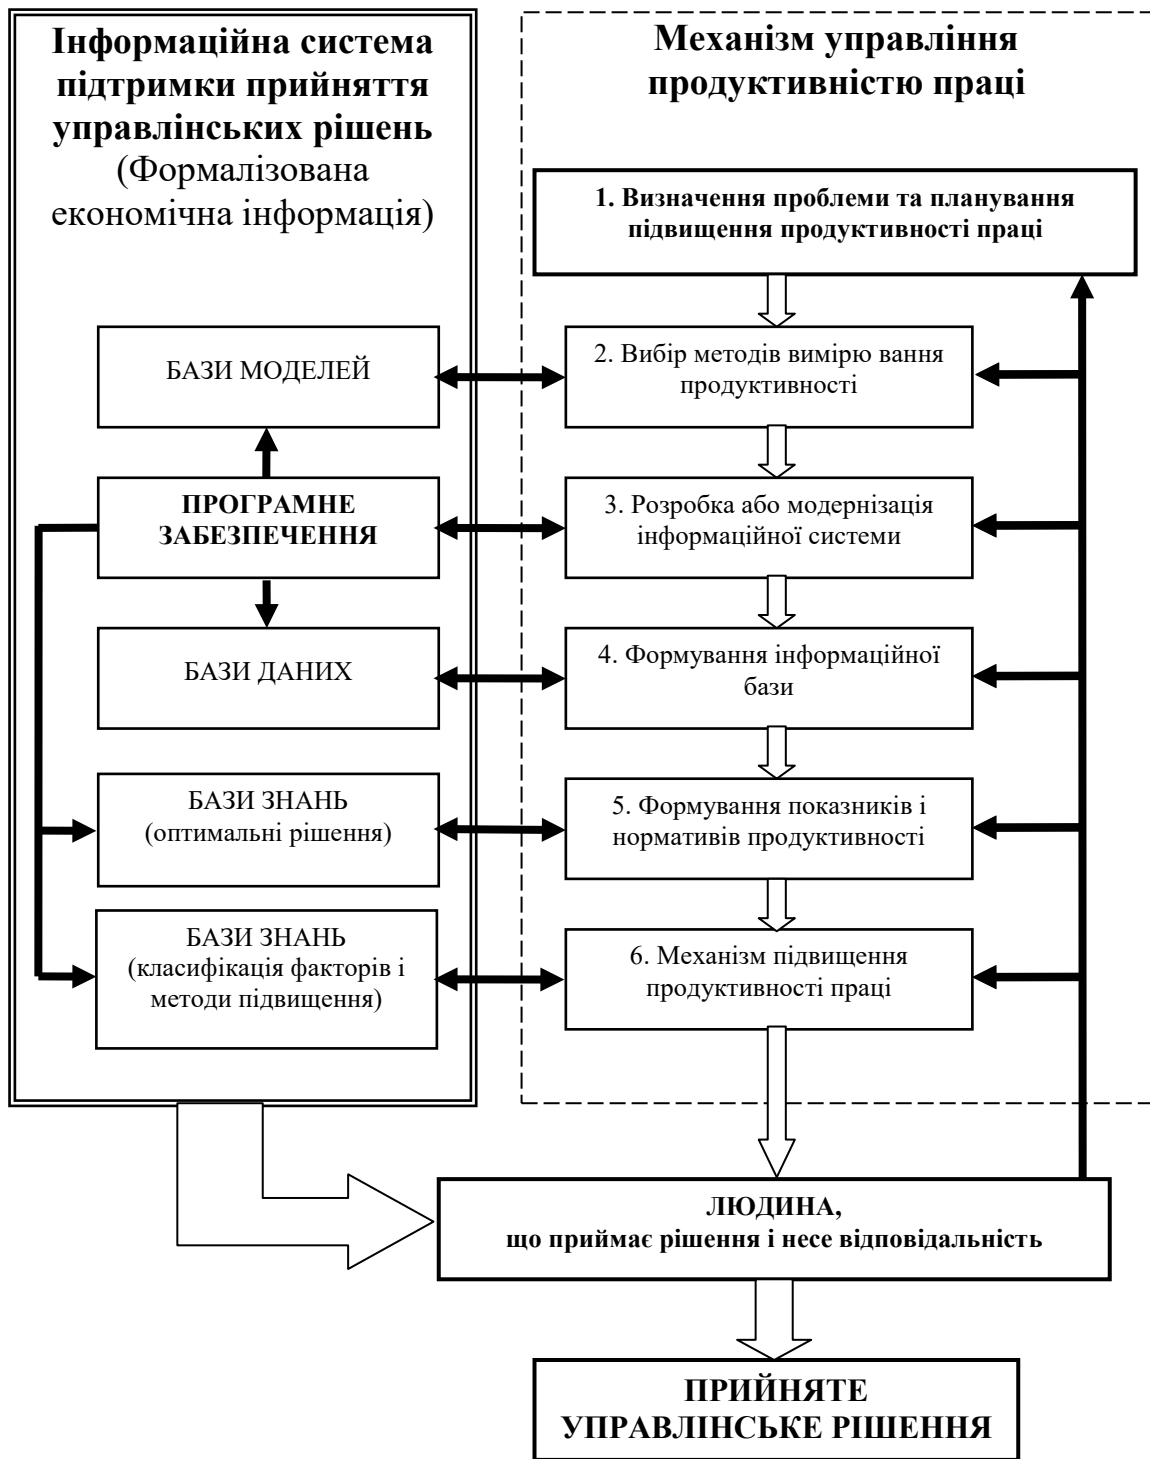 Інформаційна система
підтримки прийняття
управлінських рішень
(Формалізована
економічна інформація)
БАЗИ МОДЕЛЕЙ
ПРОГРАМНЕ
ЗАБЕЗПЕЧЕННЯ
БАЗИ ДАНИХ
БАЗИ ЗНАНЬ
(оптимальні рішення)
БАЗИ ЗНАНЬ
(класифікація факторів і
методи підвищення)
Механізм управління
продуктивністю праці
1. Визначення проблеми та планування
підвищення продуктивності праці
2. Вибір методів вимірю вання
продуктивності
3. Розробка або модернізація
інформаційної системи
4. Формування інформаційної
бази
5. Формування показників і
нормативів продуктивності
6. Механізм підвищення
продуктивності праці
ЛЮДИНА,
що приймає рішення і несе відповідальність
ПРИЙНЯТЕ
УПРАВЛІНСЬКЕ РІШЕННЯ